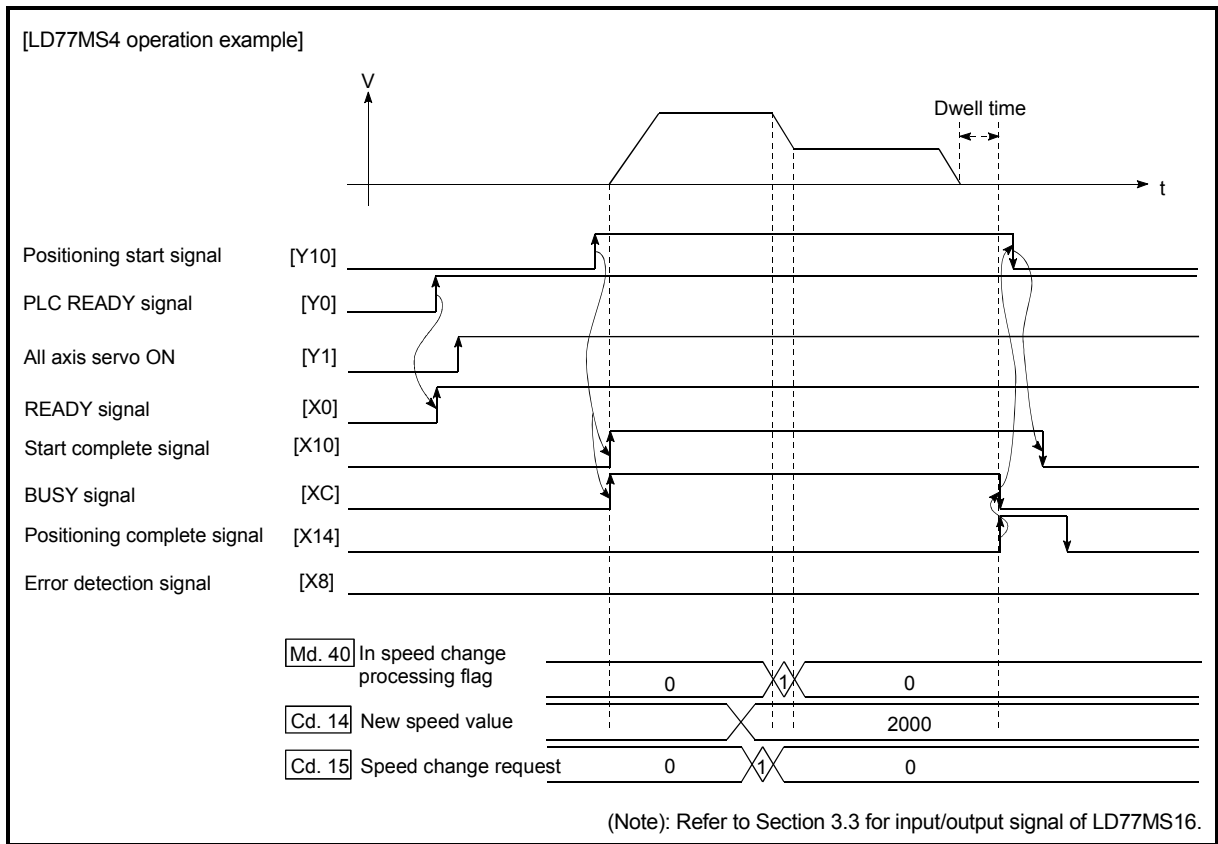 [LD77MS4 operation example]
V
Dwell time
t
Positioning start signal [Y10]
PLC READY signal [Y0]
All axis servo ON [Y1]
READY signal [X0]
Start complete signal [X10]
BUSY signal [XC]
Positioning complete signal [X14]
Error detection signal [X8]
Md. 40 In speed change
processing flag 0 1 0
Cd. 14 New speed value 2000
Cd. 15 Speed change request 0 1 0
(Note): Refer to Section 3.3 for input/output signal of LD77MS16.